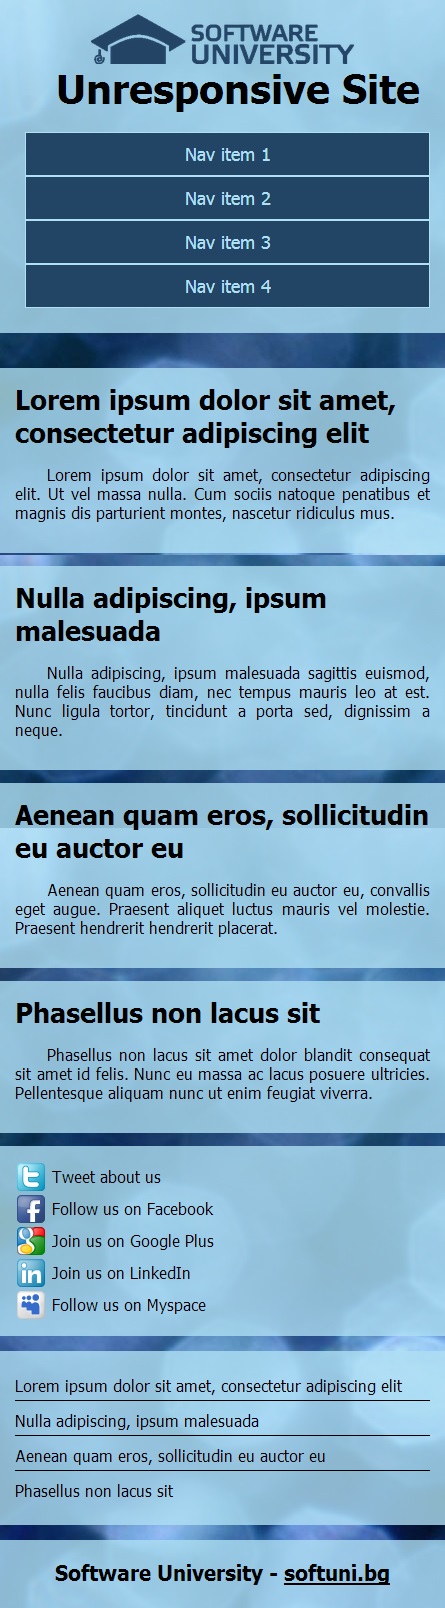 SOFTWARE
UNIVERSITY
Unresponsive Site
Nav item 1
Nav item 2
Nav item 3
Nav item 4
Lorem ipsum dolor sit amet,
consectetur adipiscing elit
Lorem ipsum dolor sit amet, consectetur adipiscing
elit. Ut vel massa nulla. Cum sociis natoque penatibus et
magnis dis parturient montes, nascetur ridiculus mus.
Nulla adipiscing, ipsum
malesuada
Nulla adipiscing, ipsum malesuada sagittis euismod,
nulla felis faucibus diam, nec tempus mauris leo at est.
Nunc ligula tortor, tincidunt a porta sed, dignissim a
neque.
Aenean quam eros, sollicitudin
eu auctor eu
Aenean quam eros, sollicitudin eu auctor eu, convallis
eget augue. Praesent aliquet luctus mauris vel molestie.
Praesent hendrerit hendrerit placerat.
Phasellus non lacus sit
Phasellus non lacus sit amet dolor blandit consequat
sit amet id felis. Nunc eu massa ac lacus posuere ultricies.
Pellentesque aliquam nunc ut enim feugiat viverra.
Tweet about us
Follow us on Facebook
Join us on Google Plus
Join us on LinkedIn
Follow us on Myspace
Lorem ipsum dolor sit amet, consectetur adipiscing elit
Nulla adipiscing, ipsum malesuada
Aenean quam eros, sollicitudin eu auctor eu
Phasellus non lacus sit
Software University - softuni.bg